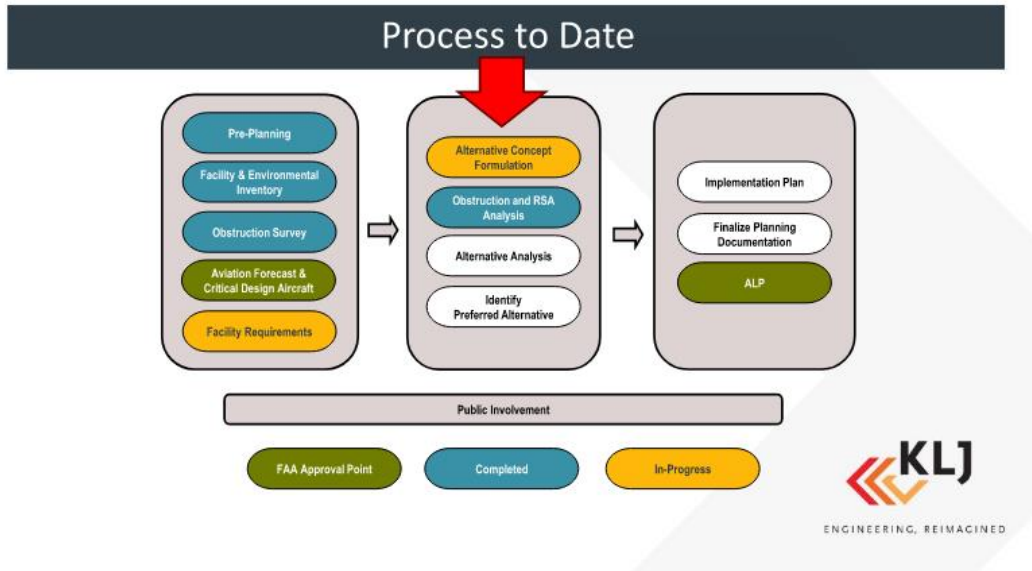 Process to Date
Pre-Planning
Facility & Environmental
Inventory
Obstruction Survey
Aviation Forecast &
Critical Design Aircraft
Facility Requirements
Alternative Concept
Formulation
Obstruction and RSA
Analysis
Alternative Analysis
Identify
Preferred Alternative
Implementation Plan
Finalize Planning
Documentation
ALP
Public Involvement
FAA Approval Point
Completed
In-Progress
KLJ
ENGINEERING, REIMAGINED